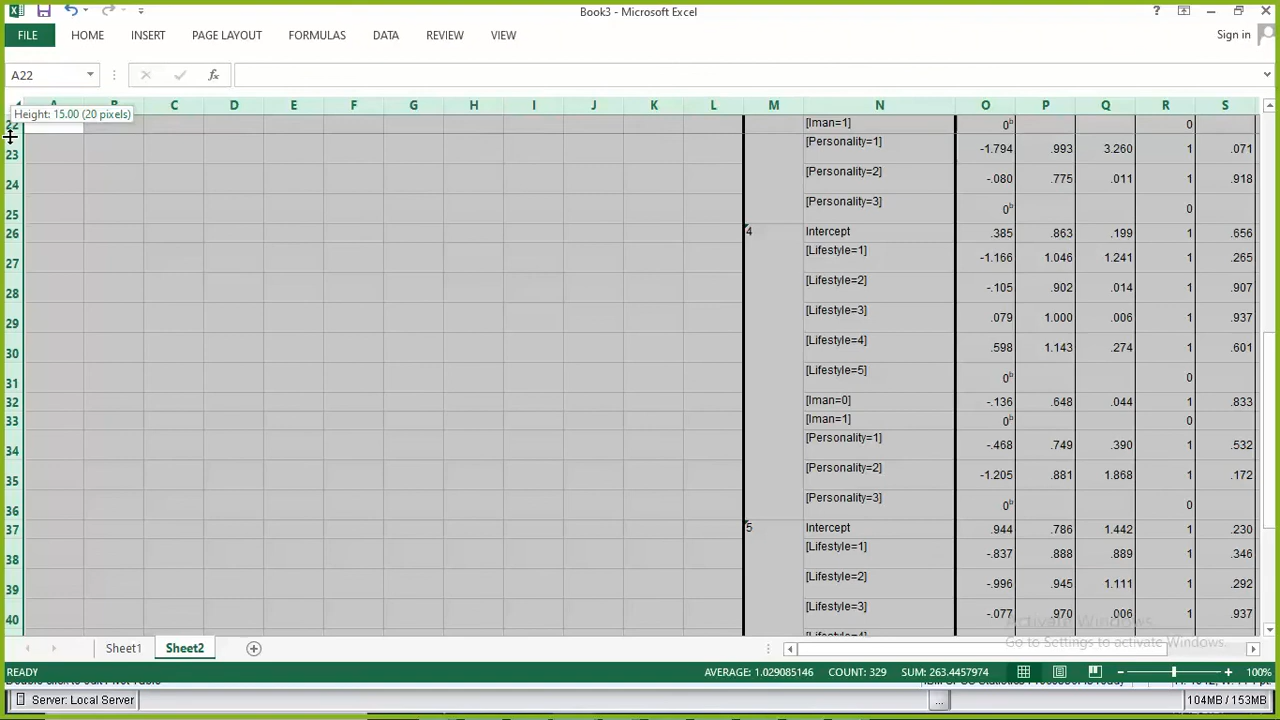 Book3 - Microsoft Excel
FILE HOME INSERT PAGE LAYOUT FORMULAS DATA REVIEW VIEW Sign in
A22
Height: 15.00 (20 pixels)
A B C D E F G H I J K L M N O P Q R S
22 [Iman=1] 0b 0
23 [Personality=1] -1.794 .993 3.260 1 .071
24 [Personality=2] -.080 .775 .011 1 .918
25 [Personality=3] 0b 0
26 4 Intercept .385 .863 .199 1 .656
27 [Lifestyle=1] -1.166 1.046 1.241 1 .265
28 [Lifestyle=2] -.105 .902 .014 1 .907
29 [Lifestyle=3] .079 1.000 .006 1 .937
30 [Lifestyle=4] .598 1.143 .274 1 .601
31 [Lifestyle=5] 0b 0
32 [Iman=0] -.136 .648 .044 1 .833
33 [Iman=1] 0b 0
34 [Personality=1] -.468 .749 .390 1 .532
35 [Personality=2] -1.205 .881 1.868 1 .172
36 [Personality=3] 0b 0
37 5 Intercept .944 .786 1.442 1 .230
38 [Lifestyle=1] -.837 .888 .889 1 .346
39 [Lifestyle=2] -.996 .945 1.111 1 .292
40 [Lifestyle=3] -.077 .970 .006 1 .937
Activate Windows
Go to Settings to activate Windows.
Sheet1 Sheet2
READY AVERAGE: 1.029085146 COUNT: 329 SUM: 263.4457974 100%
Server: Local Server ... 104MB / 153MB